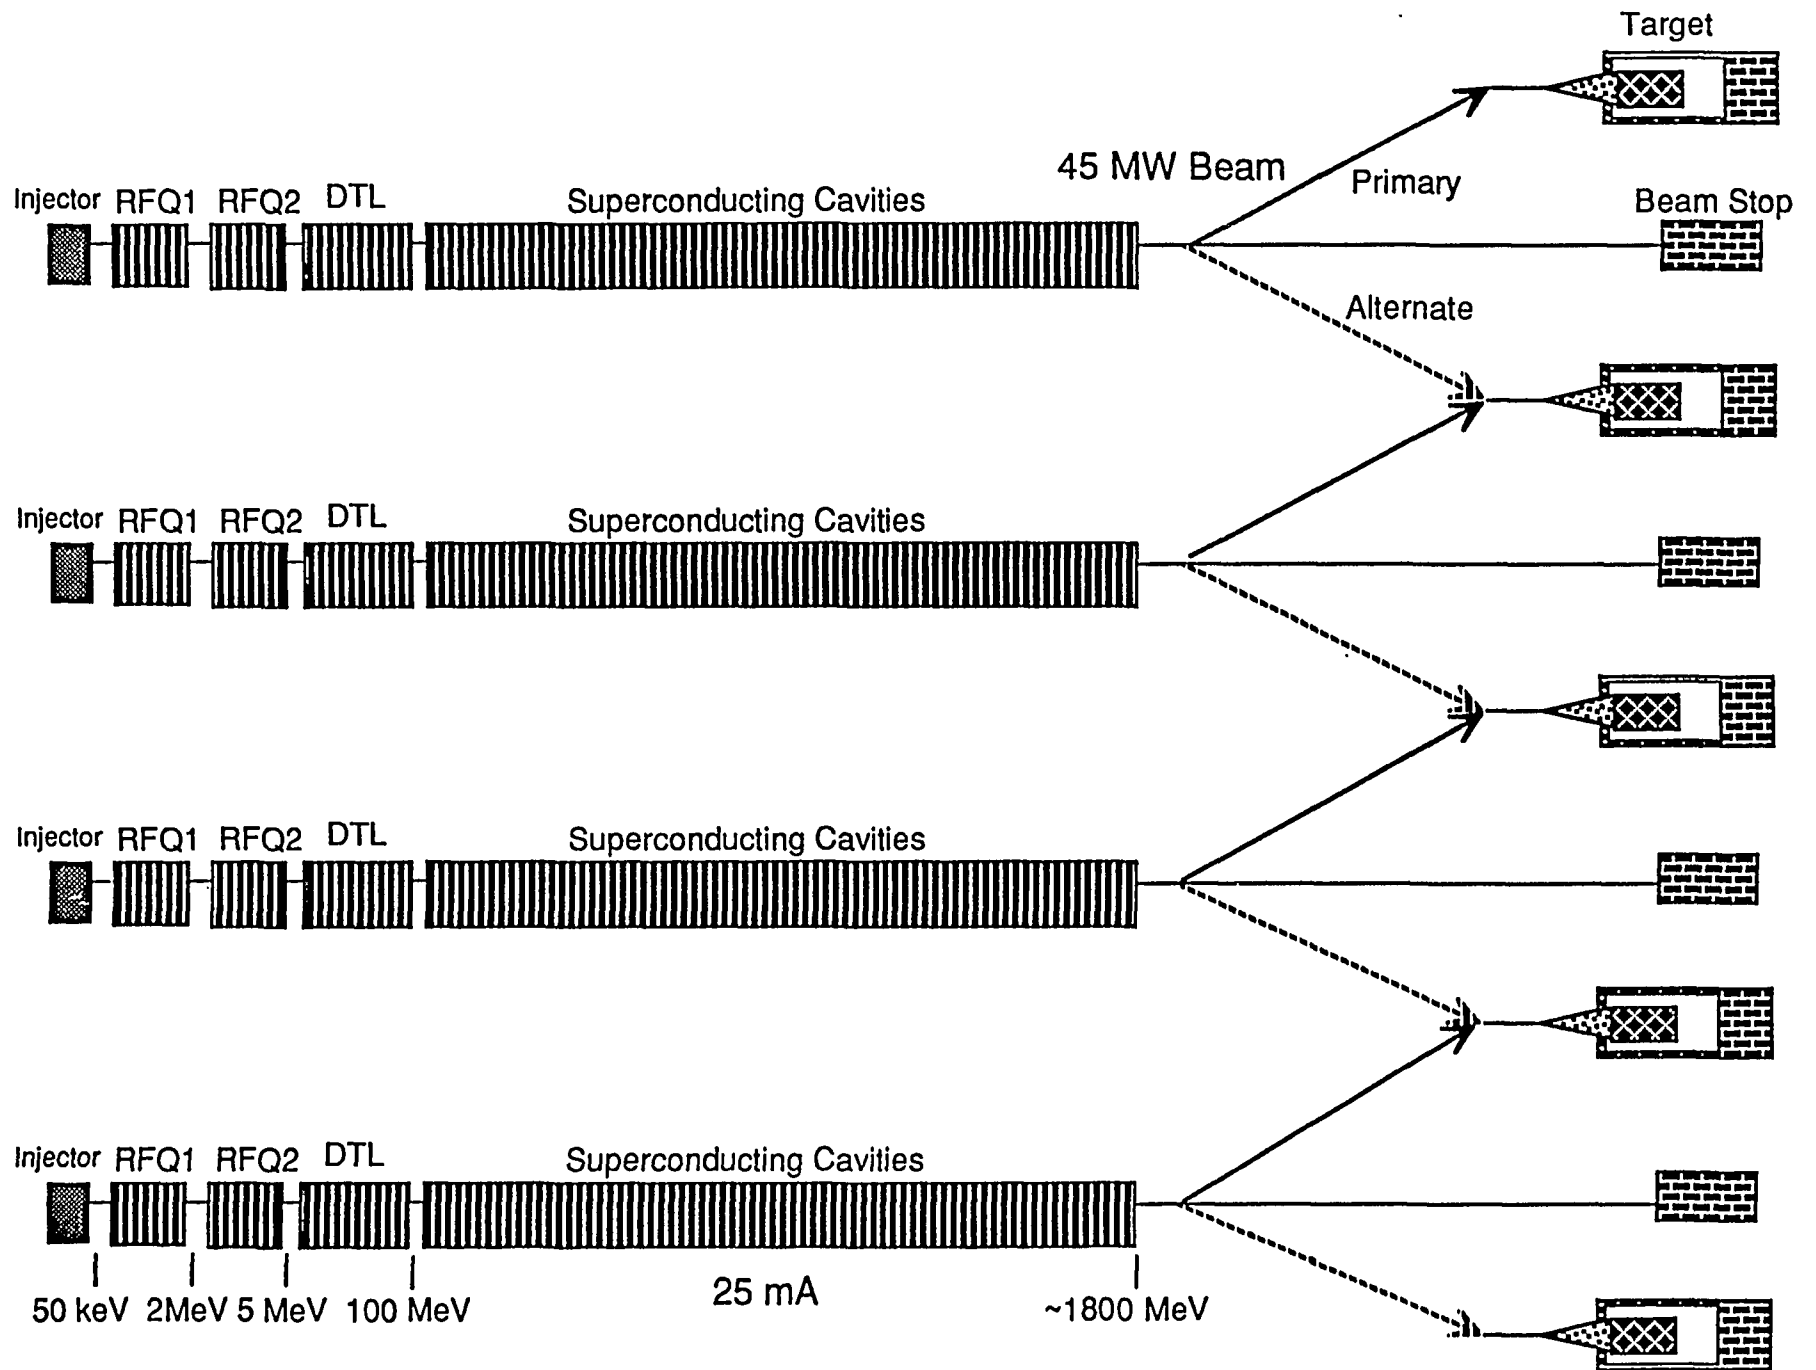 Target
45 MW Beam
Primary
Injector RFQ1 RFQ2 DTL Superconducting Cavities
Beam Stop
Alternate
Injector RFQ1 RFQ2 DTL Superconducting Cavities
Injector RFQ1 RFQ2 DTL Superconducting Cavities
Injector RFQ1 RFQ2 DTL Superconducting Cavities
25 mA
50 keV 2MeV 5 MeV 100 MeV ~1800 MeV